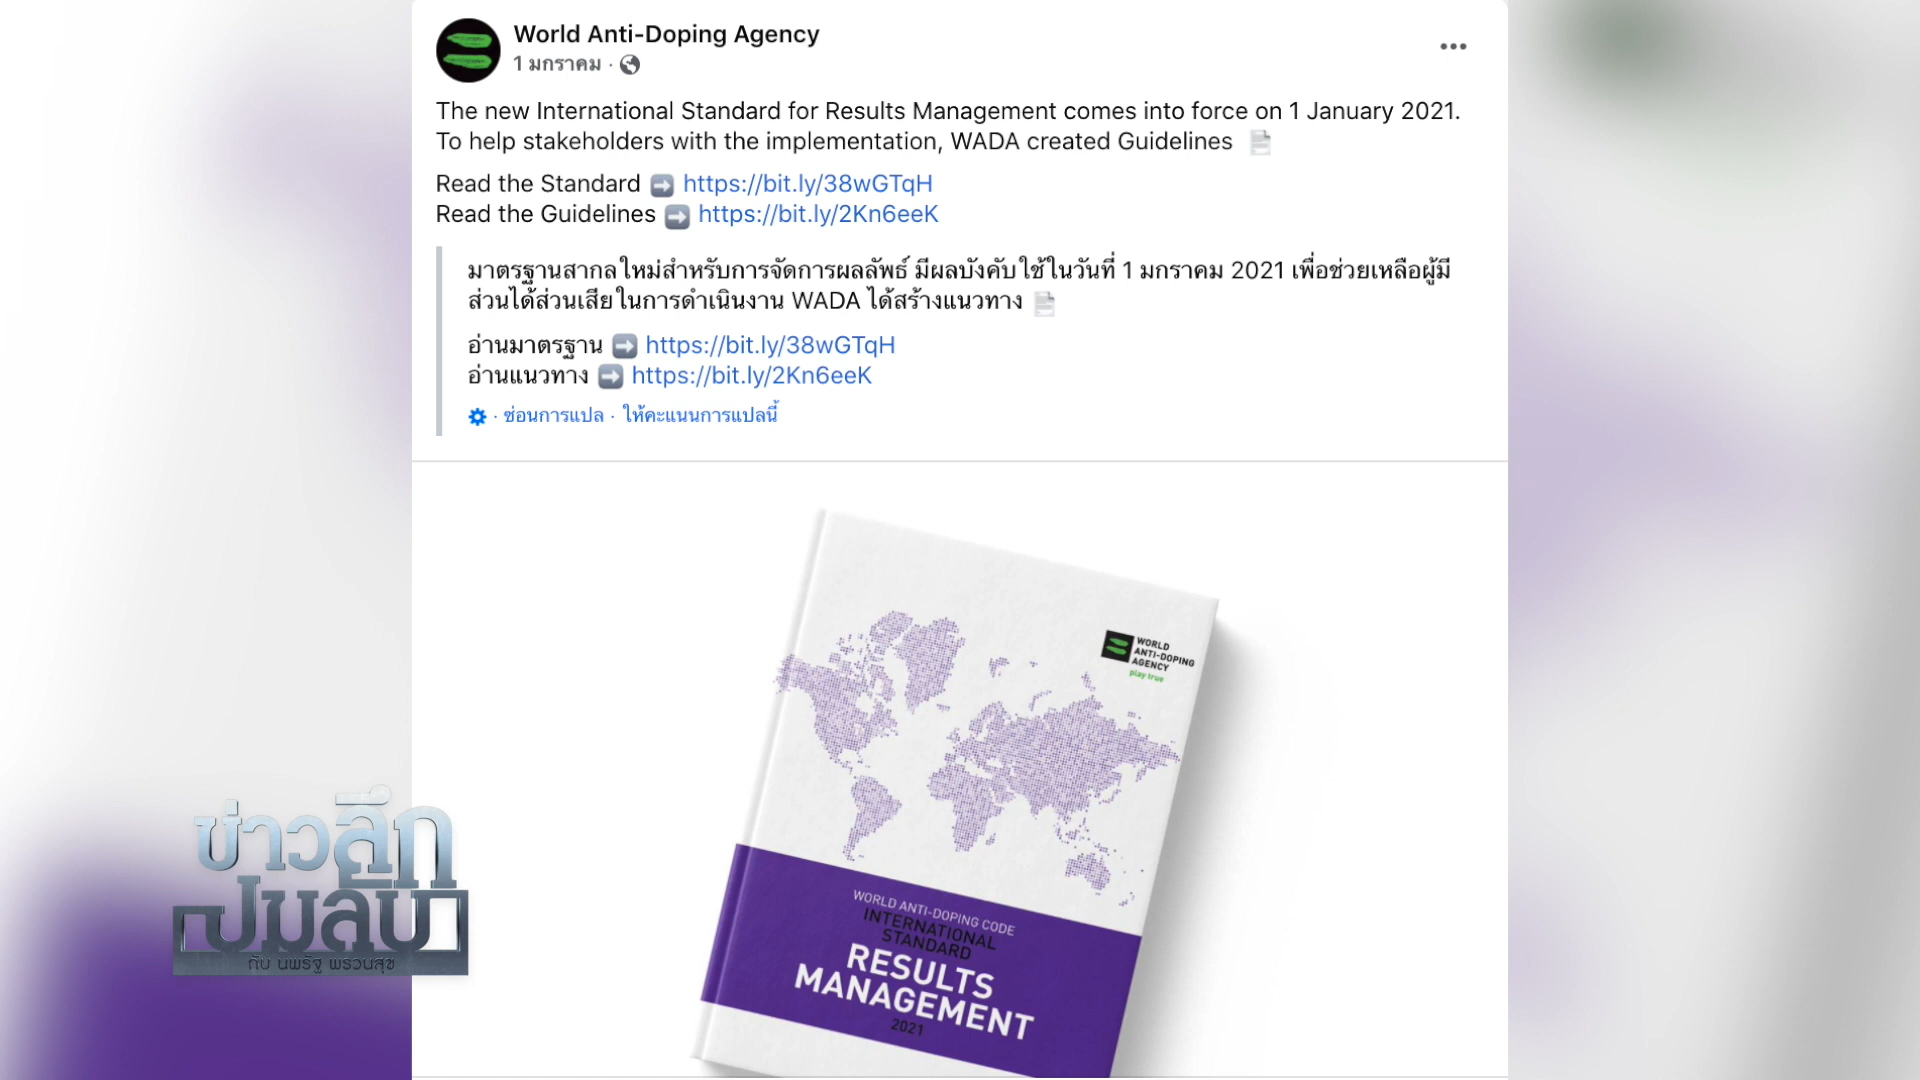 World Anti-Doping Agency
1 มกราคม ·
The new International Standard for Results Management comes into force on 1 January 2021.
To help stakeholders with the implementation, WADA created Guidelines
Read the Standard ➡ https://bit.ly/38wGTqH
Read the Guidelines ➡ https://bit.ly/2Kn6eeK
มาตรฐานสากลใหม่สำหรับการจัดการผลลัพธ์ มีผลบังคับใช้ในวันที่ 1 มกราคม 2021 เพื่อช่วยเหลือผู้มี
ส่วนได้ส่วนเสียในการดำเนินงาน WADA ได้สร้างแนวทาง
อ่านมาตรฐาน ➡ https://bit.ly/38wGTqH
อ่านแนวทาง ➡ https://bit.ly/2Kn6eeK
· ซ่อนการแปล · ให้คะแนนการแปลนี้
WORLD
ANTI-DOPING
AGENCY
play true
WORLD ANTI-DOPING CODE
INTERNATIONAL
STANDARD
RESULTS
MANAGEMENT
2021
ข่าวลึก
ปมลับ
กับ นพรัฐ พรวนสุข